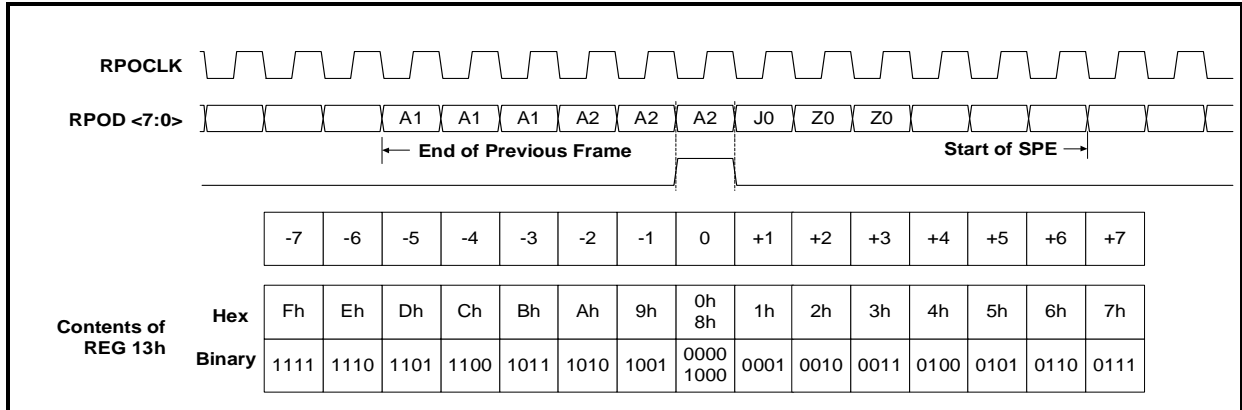 RPOCLK
RPOD <7:0> A1 A1 A1 A2 A2 A2 J0 Z0 Z0
End of Previous Frame Start of SPE
-7 -6 -5 -4 -3 -2 -1 0 +1 +2 +3 +4 +5 +6 +7
Contents of REG 13h
Hex Fh Eh Dh Ch Bh Ah 9h 0h 8h 1h 2h 3h 4h 5h 6h 7h
Binary 1111 1110 1101 1100 1011 1010 1001 0000 1000 0001 0010 0011 0100 0101 0110 0111